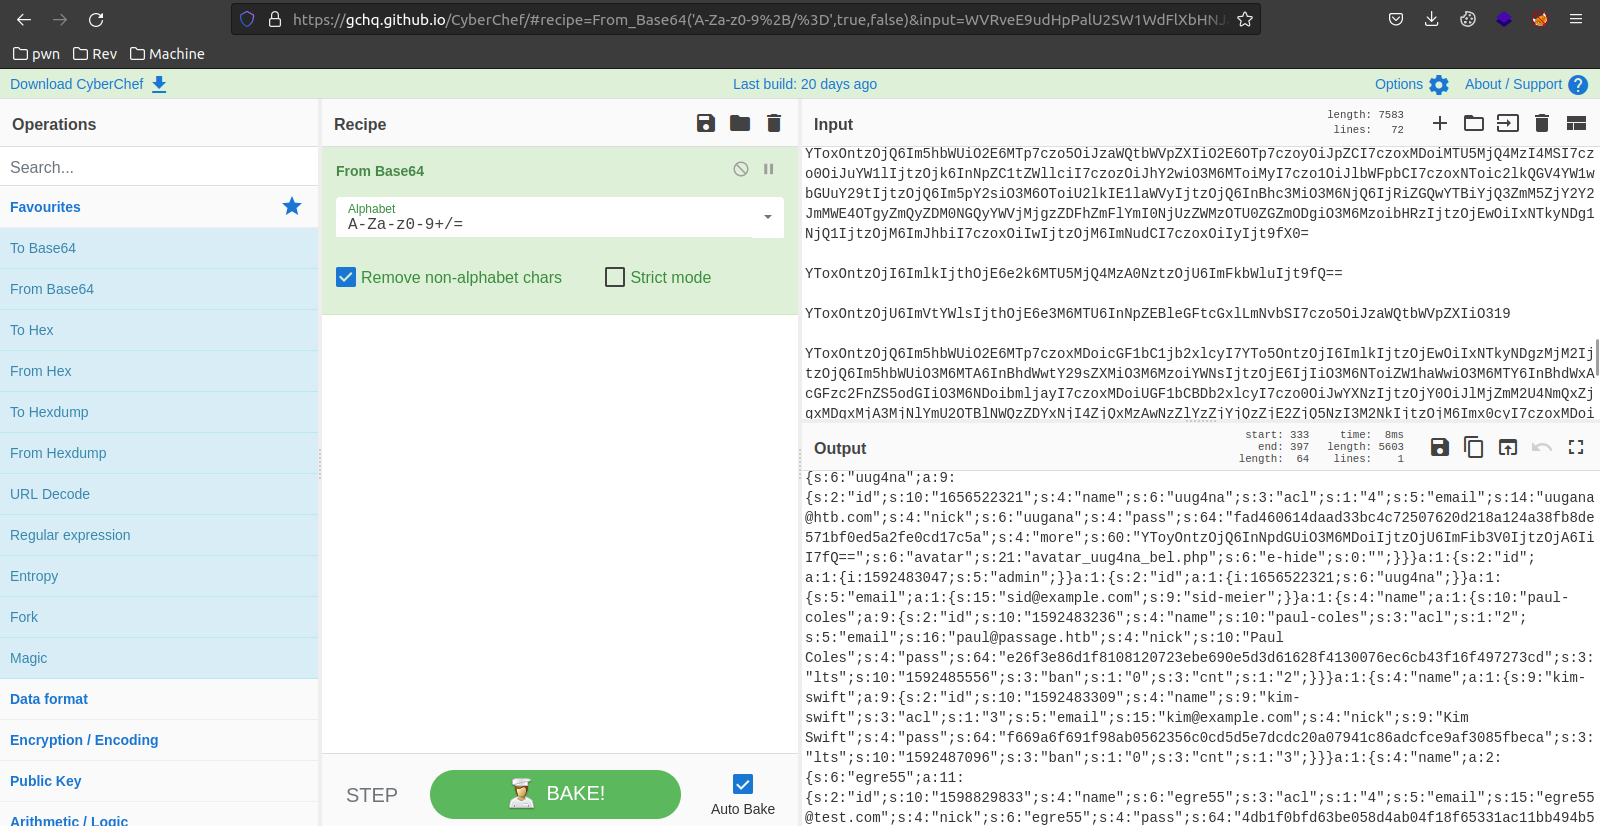 https://gchq.github.io/CyberChef/#recipe=From_Base64('A-Za-z0-9%2B/%3D',true,false)&input=WVRveE9udHpPalU2SW1WdFlXbHNJ
pwn Rev Machine
Download CyberChef
Last build: 20 days ago
Options
About / Support
Operations
Search...
Favourites
To Base64
From Base64
To Hex
From Hex
To Hexdump
From Hexdump
URL Decode
Regular expression
Entropy
Fork
Magic
Data format
Encryption / Encoding
Public Key
Arithmetic / Logic
Recipe
From Base64
Alphabet
A-Za-z0-9+/=
Remove non-alphabet chars
Strict mode
STEP
BAKE!
Auto Bake
Input
length: 7583
lines: 72
YToxOntzOjQ6Im5hbWUiO2E6MTp7czo5OiJzaWQtbWVpZXIiO2E6OTp7czoyOiJpZCI7czoxMDoiMTU5MjQ4MzI4MSI7cz
o0OiJuYW1lIjtzOjk6InNpZC1tZWllciI7czozOiJhY2wiO3M6MToiMyI7czo1OiJlbWFpbCI7czoxNToic2lkQGV4YW1w
bGUuY29tIjtzOjQ6Im5pY2siO3M6OToiU2lkIE1laWVyIjtzOjQ6InBhc3MiO3M6NjQ6IjRiZGQwYTBiYjQ3ZmM5ZjY2Y2
JmMWE4OTgyZmQyZDM0NGQyYWVjMjgzZDFhZmFlYmI0NjUzZWMzOTU0ZGZmODgiO3M6MzoibHRzIjtzOjEwOiIxNTkyNDg1
NjQ1IjtzOjM6ImJhbiI7czoxOiIwIjtzOjM6ImNudCI7czoxOiIyIjt9fX0=
YToxOntzOjI6ImlkIjthOjE6e2k6MTU5MjQ4MzA0NztzOjU6ImFkbWluIjt9fQ==
YToxOntzOjU6ImVtYWlsIjthOjE6e3M6MTU6InNpZEBleGFtcGxlLmNvbSI7czo5OiJzaWQtbWVpZXIiO319
YToxOntzOjQ6Im5hbWUiO2E6MTp7czoxMDoicGF1bC1jb2xlcyI7YTo5OntzOjI6ImlkIjtzOjEwOiIxNTkyNDgzMjM2Ij
tzOjQ6Im5hbWUiO3M6MTA6InBhdWwtY29sZXMiO3M6MzoiYWNsIjtzOjE6IjIiO3M6NToiZW1haWwiO3M6MTY6InBhdWxA
cGFzc2FnZS5odGIiO3M6NDoibmljayI7czoxMDoiUGF1bCBDb2xlcyI7czo0OiJwYXNzIjtzOjY0OiJlMjZmM2U4NmQxZj
gxMDgxMjA3MjNlYmU2OTBlNWQzZDYxNjI4ZjQxMzAwNzZlYzZjYjQzZjE2ZjQ5NzI3M2NkIjtzOjM6Imx0cyI7czoxMDoi
Output
start: 333
end: 397
length: 64
time: 8ms
length: 5603
lines: 1
{s:6:"uug4na";a:9:
{s:2:"id";s:10:"1656522321";s:4:"name";s:6:"uug4na";s:3:"acl";s:1:"4";s:5:"email";s:14:"uugana
@htb.com";s:4:"nick";s:6:"uugana";s:4:"pass";s:64:"fad460614daad33bc4c72507620d218a124a38fb8de
571bf0ed5a2fe0cd17c5a";s:4:"more";s:60:"YToyOntzOjQ6InNpdGUiO3M6MDoiIjtzOjU6ImFib3V0IjtzOjA6Ii
I7fQ==";s:6:"avatar";s:21:"avatar_uug4na_bel.php";s:6:"e-hide";s:0:"";}}}a:1:{s:2:"id";
a:1:{i:1592483047;s:5:"admin";}}a:1:{s:2:"id";a:1:{i:1656522321;s:6:"uug4na";}}a:1:
{s:5:"email";a:1:{s:15:"sid@example.com";s:9:"sid-meier";}}a:1:{s:4:"name";a:1:{s:10:"paul-
coles";a:9:{s:2:"id";s:10:"1592483236";s:4:"name";s:10:"paul-coles";s:3:"acl";s:1:"2";
s:5:"email";s:16:"paul@passage.htb";s:4:"nick";s:10:"Paul
Coles";s:4:"pass";s:64:"e26f3e86d1f8108120723ebe690e5d3d61628f4130076ec6cb43f16f497273cd";s:3:
"lts";s:10:"1592485556";s:3:"ban";s:1:"0";s:3:"cnt";s:1:"2";}}}a:1:{s:4:"name";a:1:{s:9:"kim-
swift";a:9:{s:2:"id";s:10:"1592483309";s:4:"name";s:9:"kim-
swift";s:3:"acl";s:1:"3";s:5:"email";s:15:"kim@example.com";s:4:"nick";s:9:"Kim
Swift";s:4:"pass";s:64:"f669a6f691f98ab0562356c0cd5d5e7dcdc20a07941c86adcfce9af3085fbeca";s:3:
"lts";s:10:"1592487096";s:3:"ban";s:1:"0";s:3:"cnt";s:1:"3";}}}a:1:{s:4:"name";a:2:
{s:6:"egre55";a:11:
{s:2:"id";s:10:"1598829833";s:4:"name";s:6:"egre55";s:3:"acl";s:1:"4";s:5:"email";s:15:"egre55
@test.com";s:4:"nick";s:6:"egre55";s:4:"pass";s:64:"4db1f0bfd63be058d4ab04f18f65331ac11bb494b5